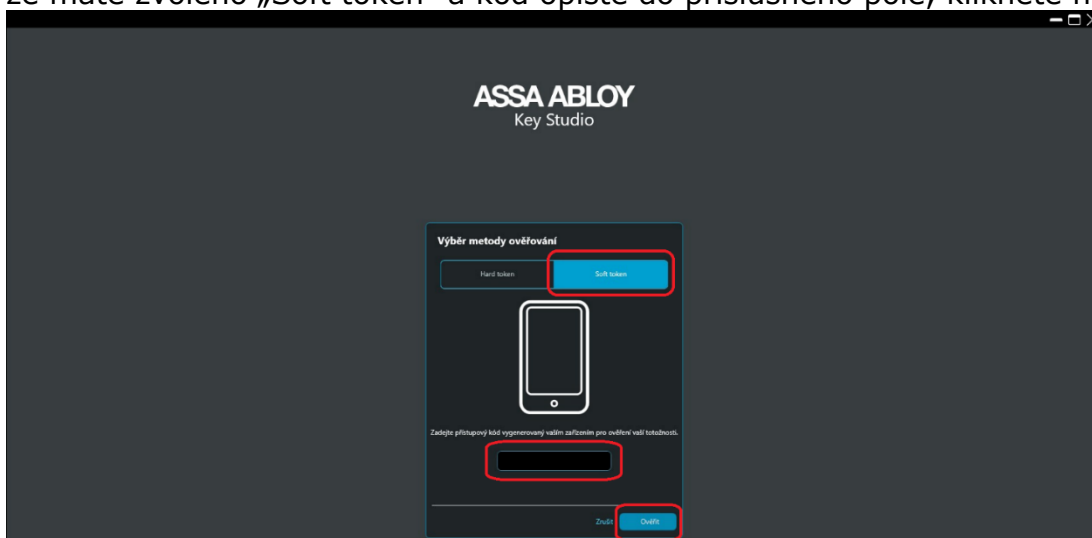 že máte zvoleno „Soft token“ a kód opište do příslušného pole, klikněte n
ASSA ABLOY
Key Studio
Výběr metody ověřování
Hard token
Soft token
Zadejte přístupový kód vygenerovaný vaším zařízením pro ověření vaší totožnosti.
Zrušit
Ověřit